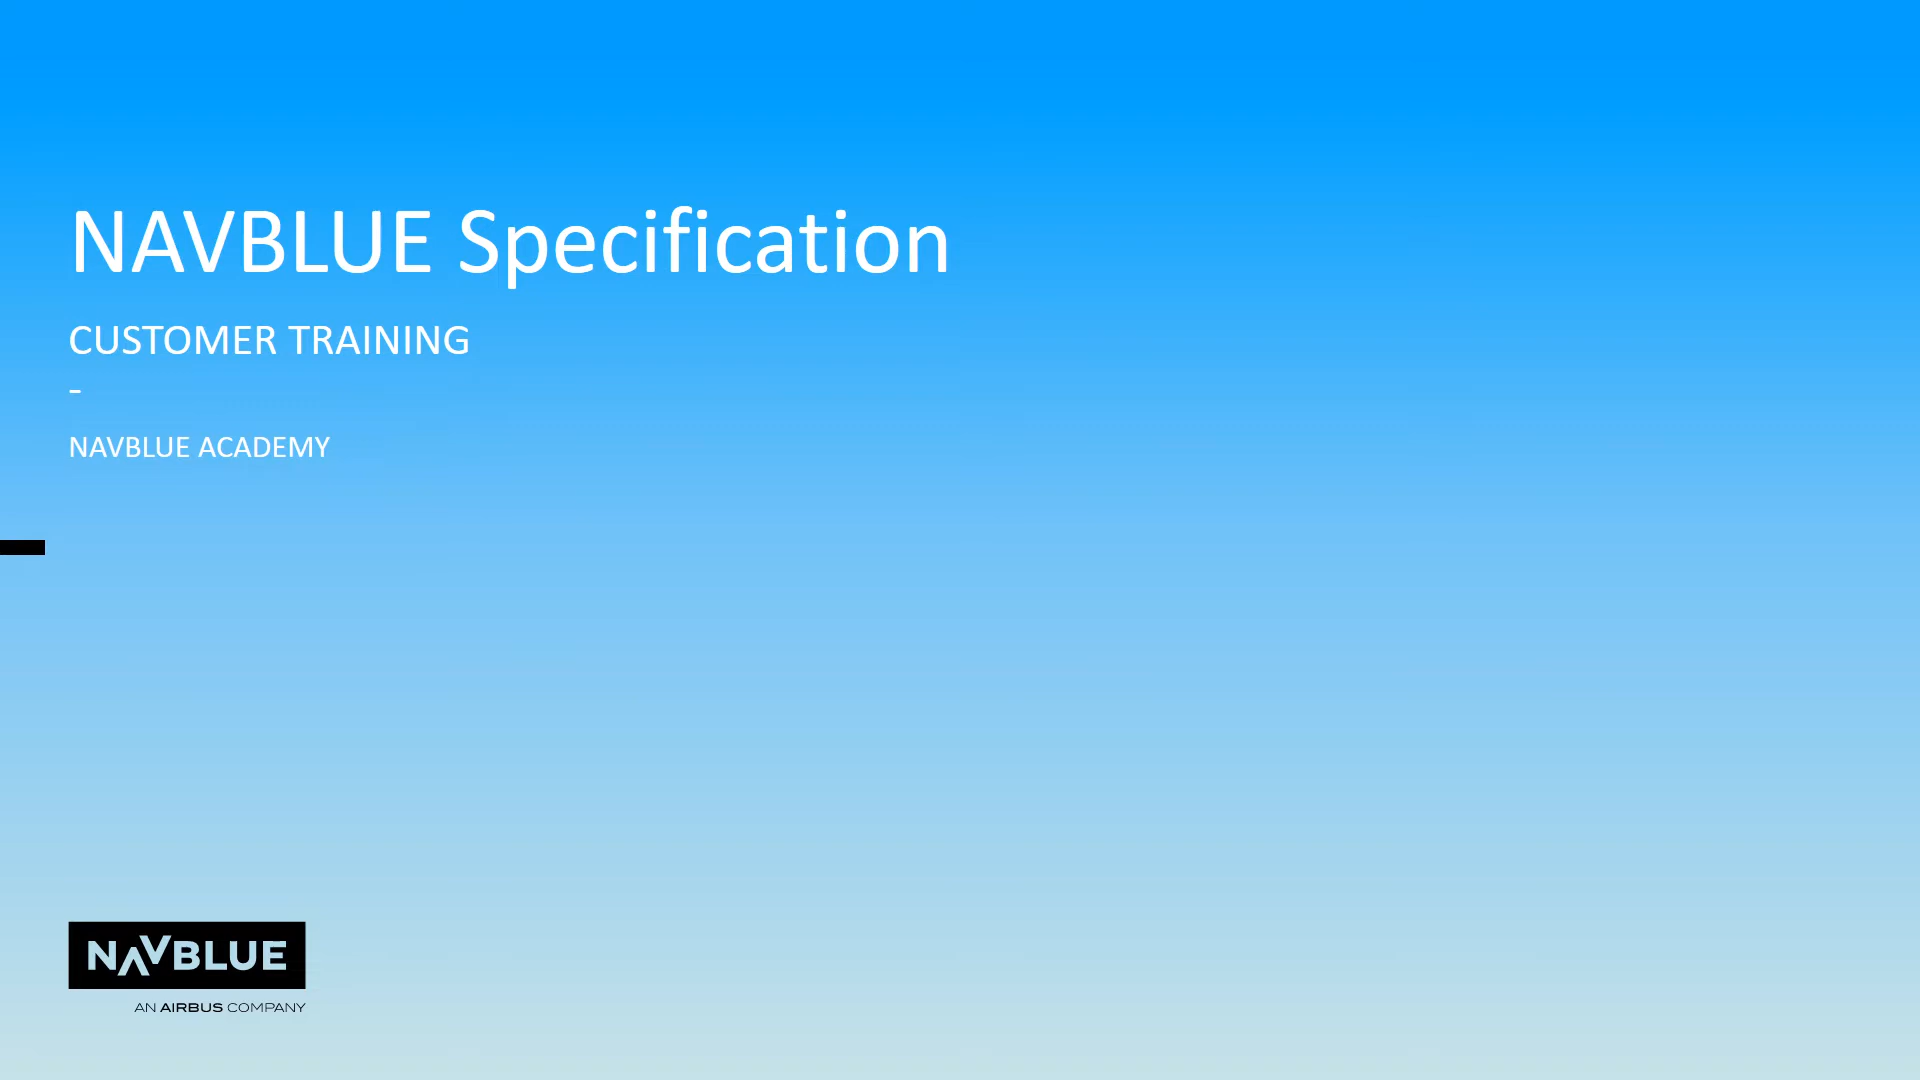 NAVBLUE Specification
CUSTOMER TRAINING
-
NAVBLUE ACADEMY
NAVBLUE
AN AIRBUS COMPANY